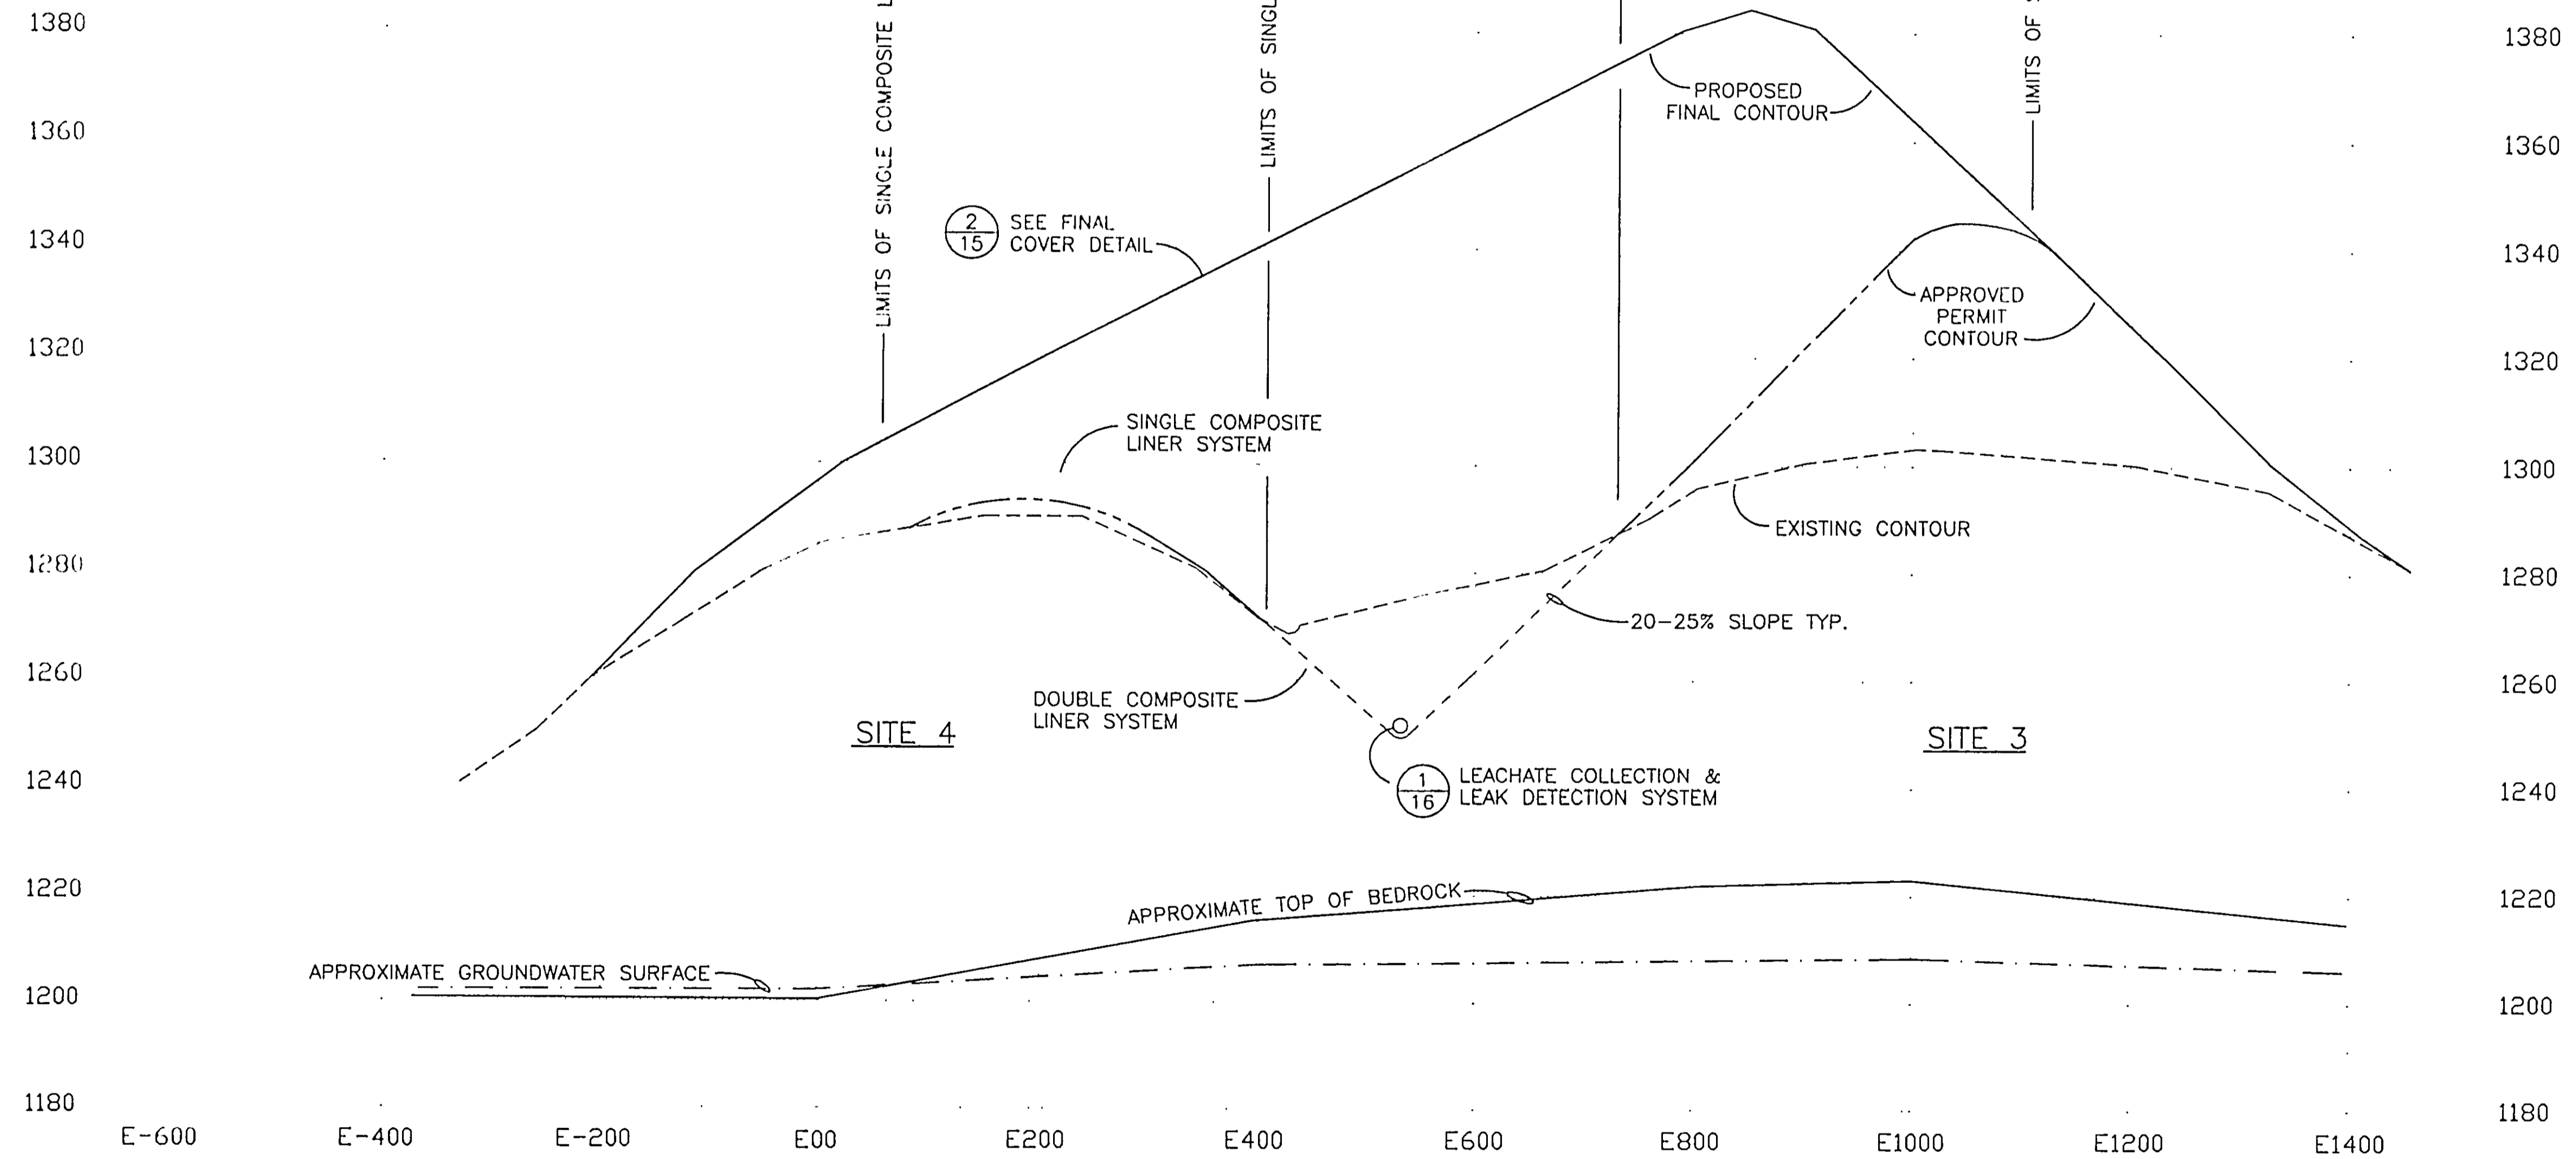 1380
1360
1340
1320
1300
1280
1260
1240
1220
1200
1180
LIMITS OF SINGLE COMPOSITE
LIMITS OF
LIMITS OF
PROPOSED
FINAL CONTOUR
2
15
SEE FINAL
COVER DETAIL
APPROVED
PERMIT
CONTOUR
SINGLE COMPOSITE
LINER SYSTEM
EXISTING CONTOUR
20-25% SLOPE TYP.
DOUBLE COMPOSITE
LINER SYSTEM
SITE 4
SITE 3
1
16
LEACHATE COLLECTION &
LEAK DETECTION SYSTEM
APPROXIMATE TOP OF BEDROCK
APPROXIMATE GROUNDWATER SURFACE
1380
1360
1340
1320
1300
1280
1260
1240
1220
1200
1180
E-600 E-400 E-200 E00 E200 E400 E600 E800 E1000 E1200 E1400